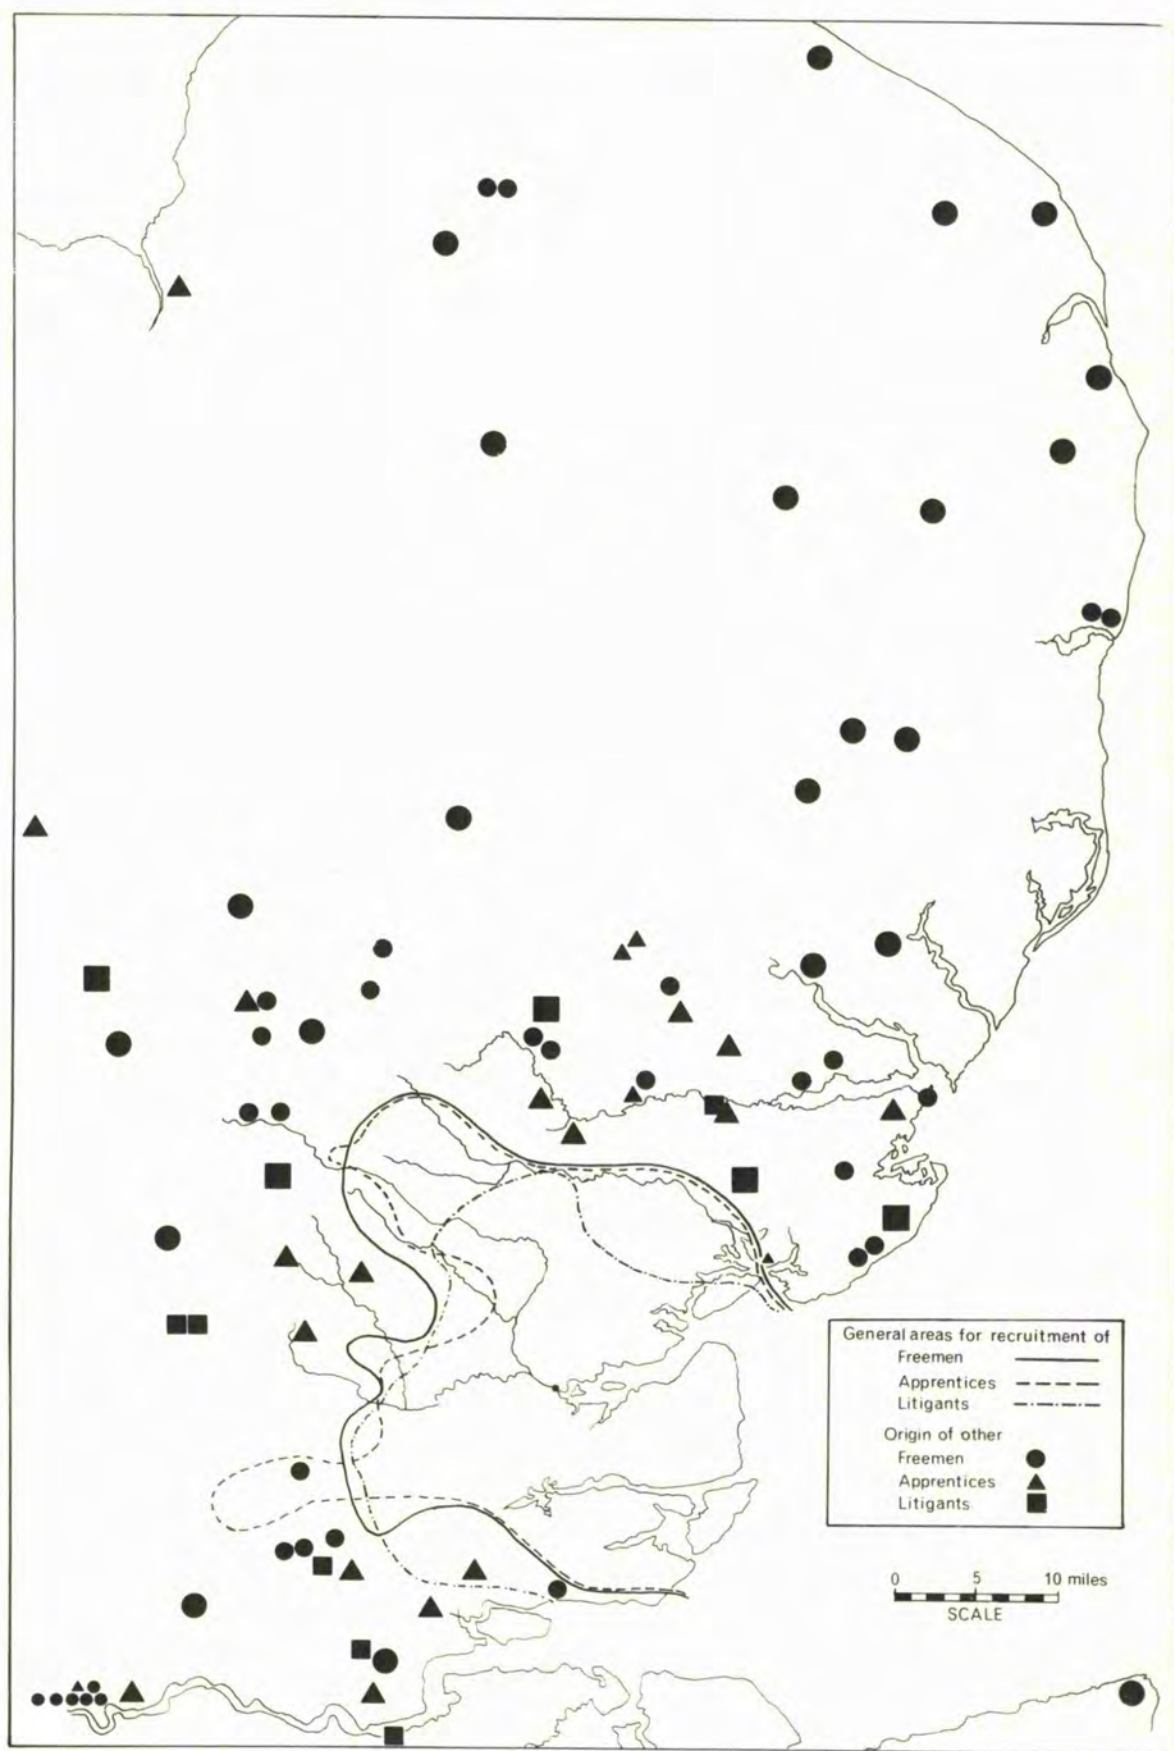 General areas for recruitment of
Freemen
Apprentices
Litigants
Origin of other
Freemen
Apprentices
Litigants
0 5 10 miles
SCALE